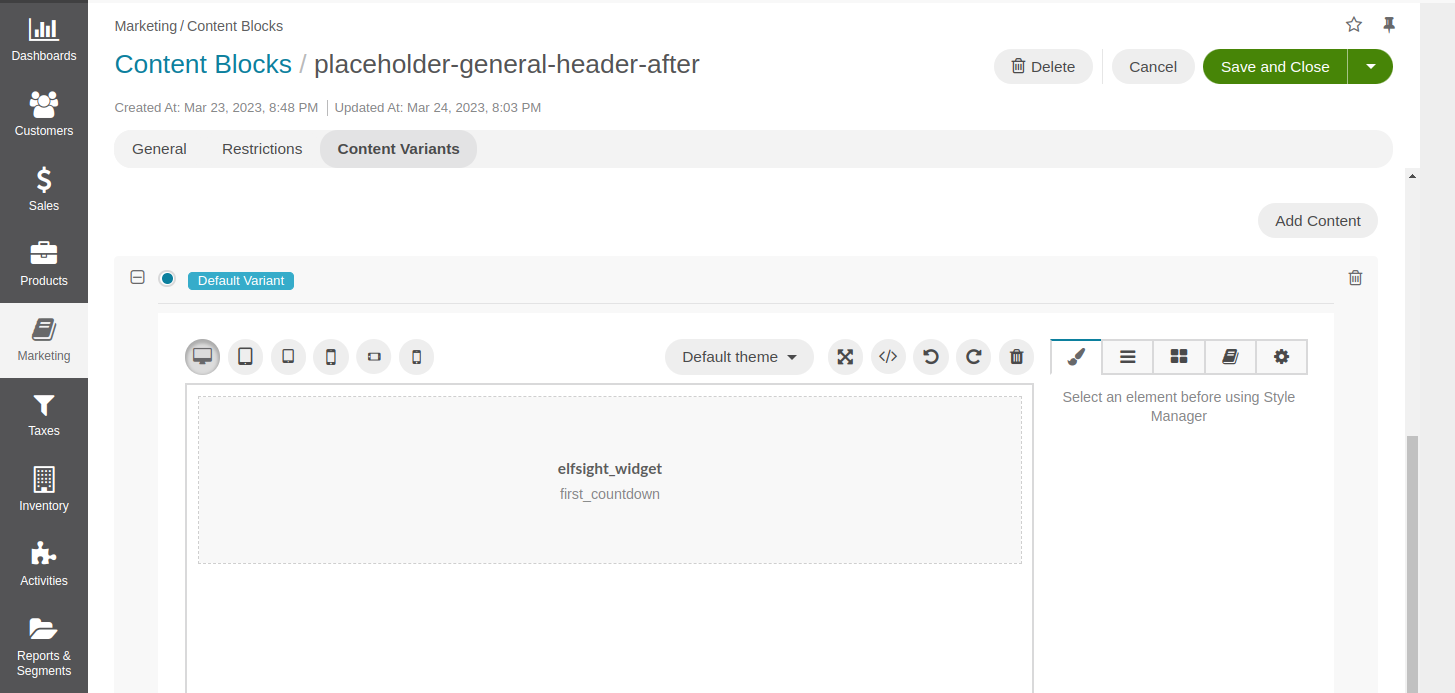 Dashboards
Customers
Sales
Products
Marketing
Taxes
Inventory
Activities
Reports &
Segments
Marketing / Content Blocks
Content Blocks / placeholder-general-header-after
Delete
Cancel
Save and Close
Created At: Mar 23, 2023, 8:48 PM
Updated At: Mar 24, 2023, 8:03 PM
General
Restrictions
Content Variants
Add Content
Default Variant
Default theme
</>
Select an element before using Style
Manager
elfsight_widget
first_countdown